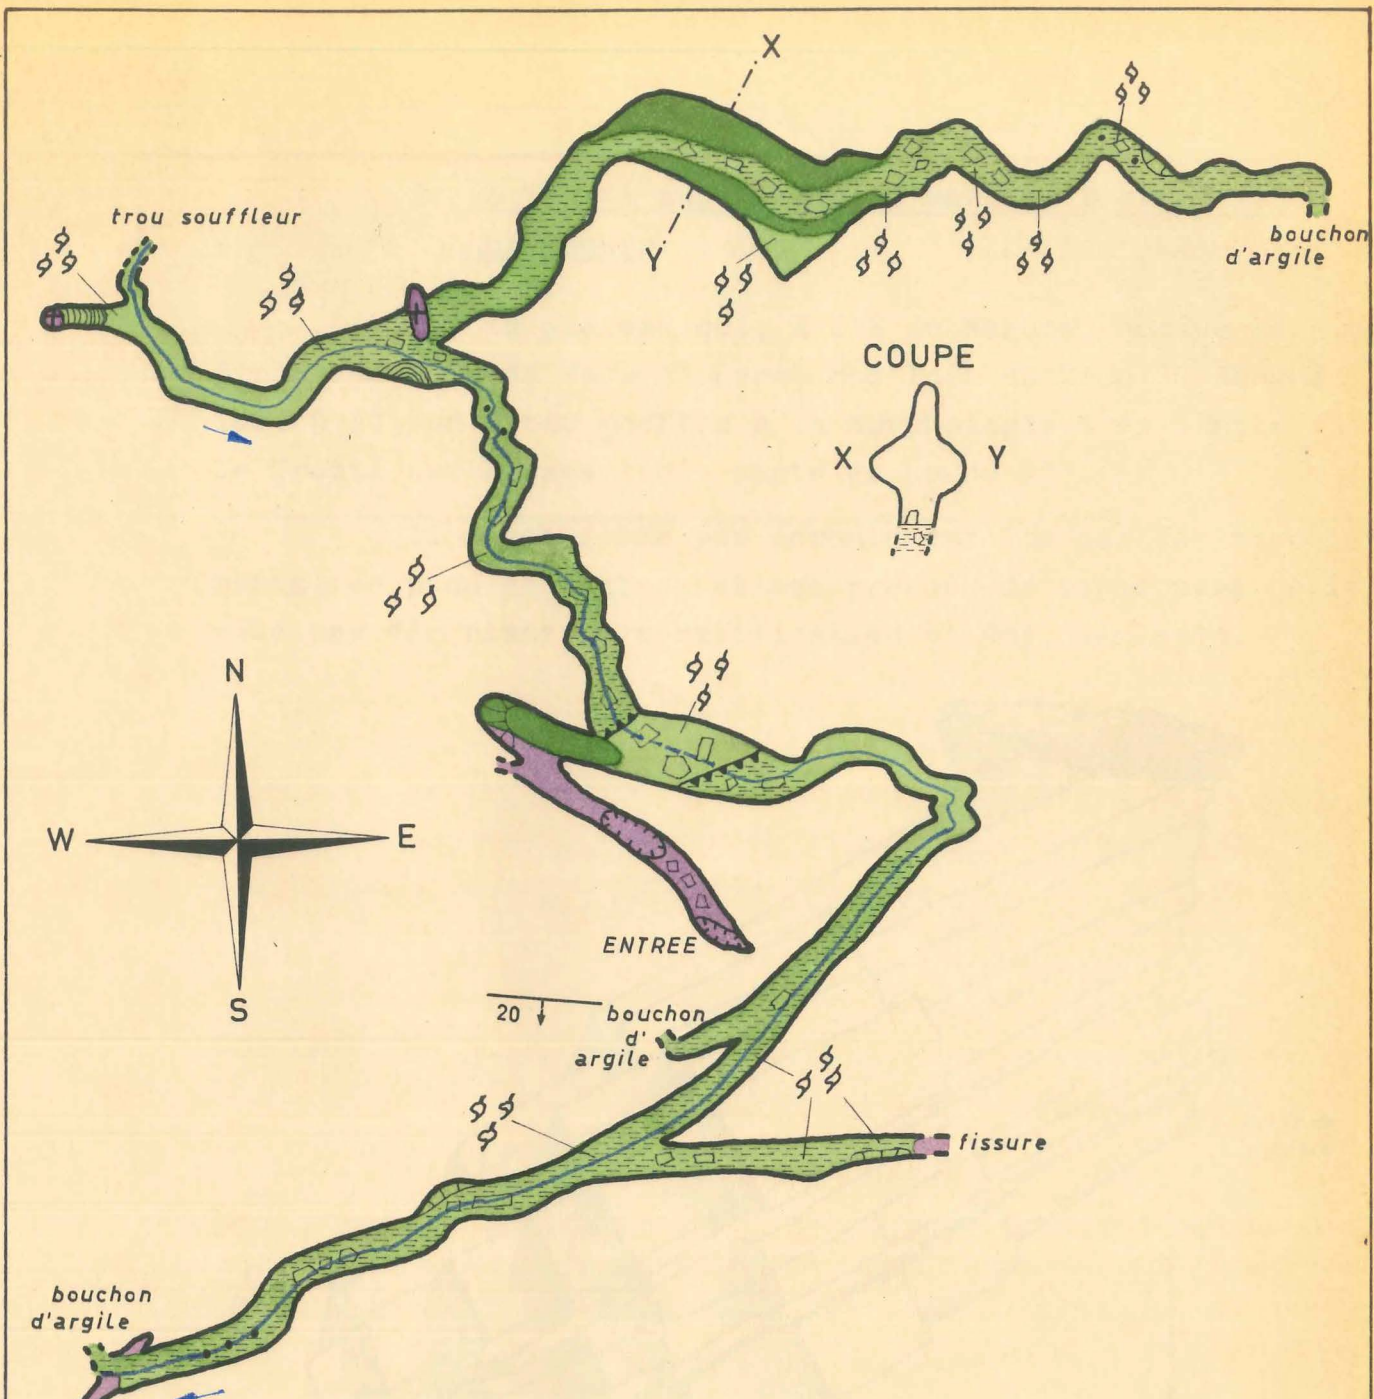 X
trou souffleur
Y
bouchon
d'argile
COUPE
X Y
N
W E
S
ENTREE
20
bouchon
d'
argile
fissure
bouchon
d'argile